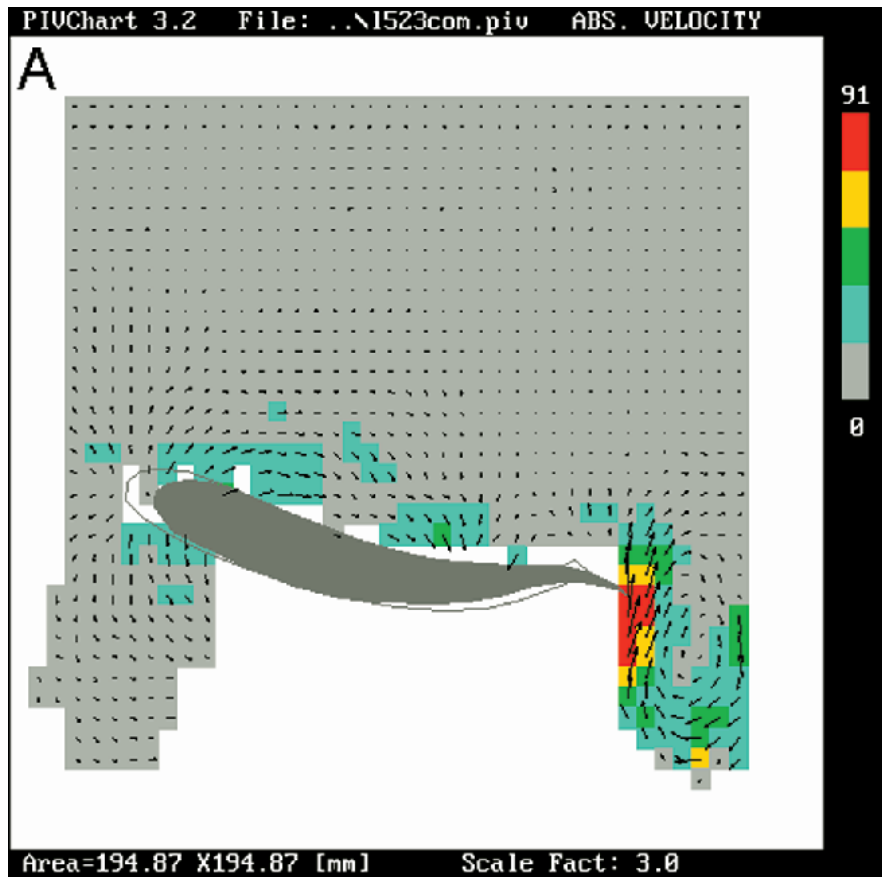 PIVChart 3.2 File: ..\l523com.piv ABS. VELOCITY
A
91
0
Area=194.87 X194.87 [mm] Scale Fact: 3.0